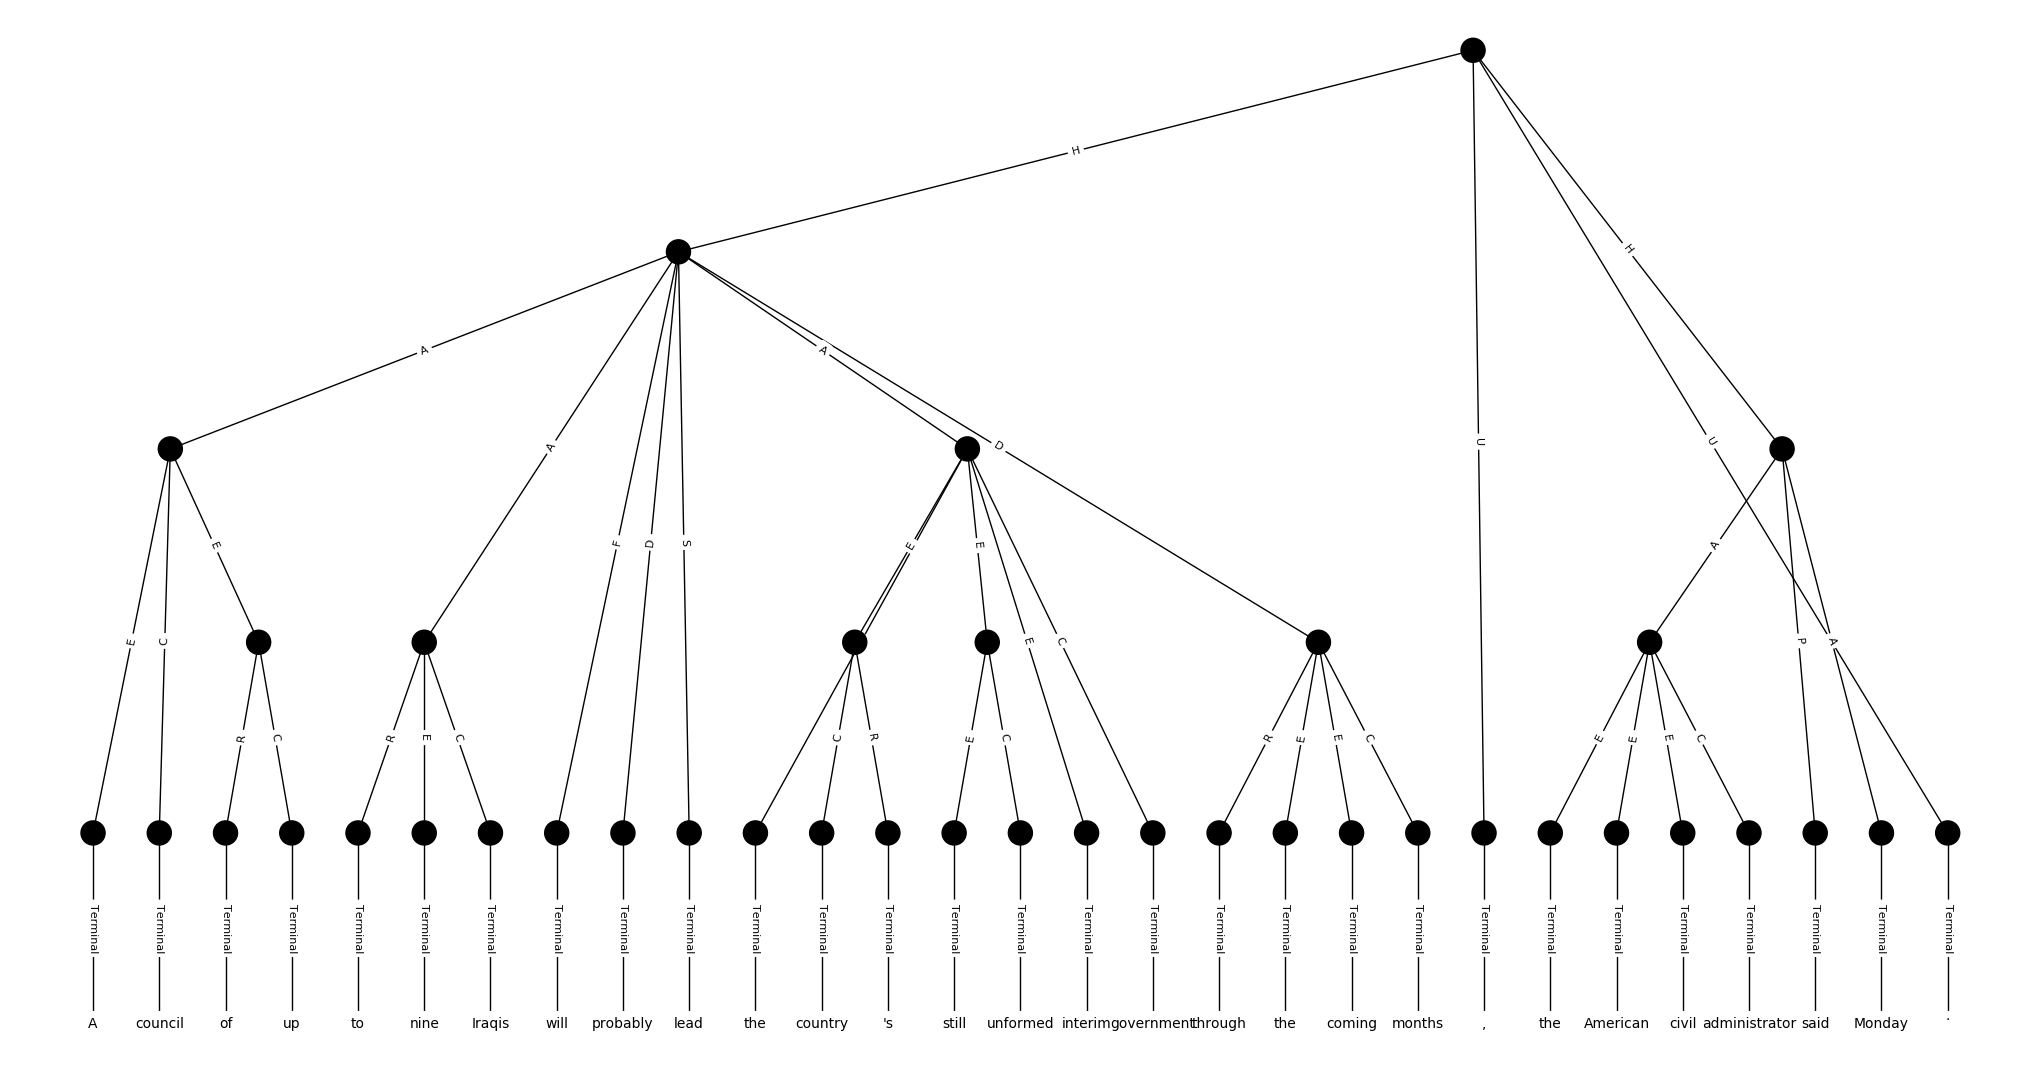 H
H
A
A
A
U
U
D
A
E
F
D
S
E
E
A
E
C
E
C
P
A
R
C
R
E
C
C
R
E
C
R
E
E
C
E
E
E
C
Terminal Terminal Terminal Terminal Terminal Terminal Terminal Terminal Terminal Terminal Terminal Terminal Terminal Terminal Terminal Terminal Terminal Terminal Terminal Terminal Terminal Terminal Terminal Terminal Terminal Terminal Terminal Terminal Terminal
A council of up to nine Iraqis will probably lead the country 's still unformed interim government through the coming months , the American civil administrator said Monday .